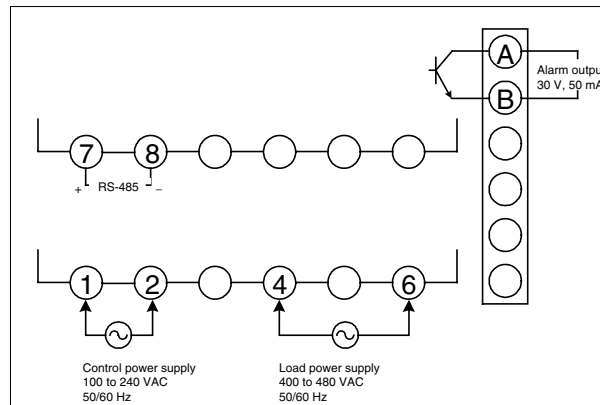 A
Alarm outpu
30 V, 50 mA
B
7 8
+ RS-485 −
1 2 4 6
Control power supply
100 to 240 VAC
50/60 Hz
Load power supply
400 to 480 VAC
50/60 Hz